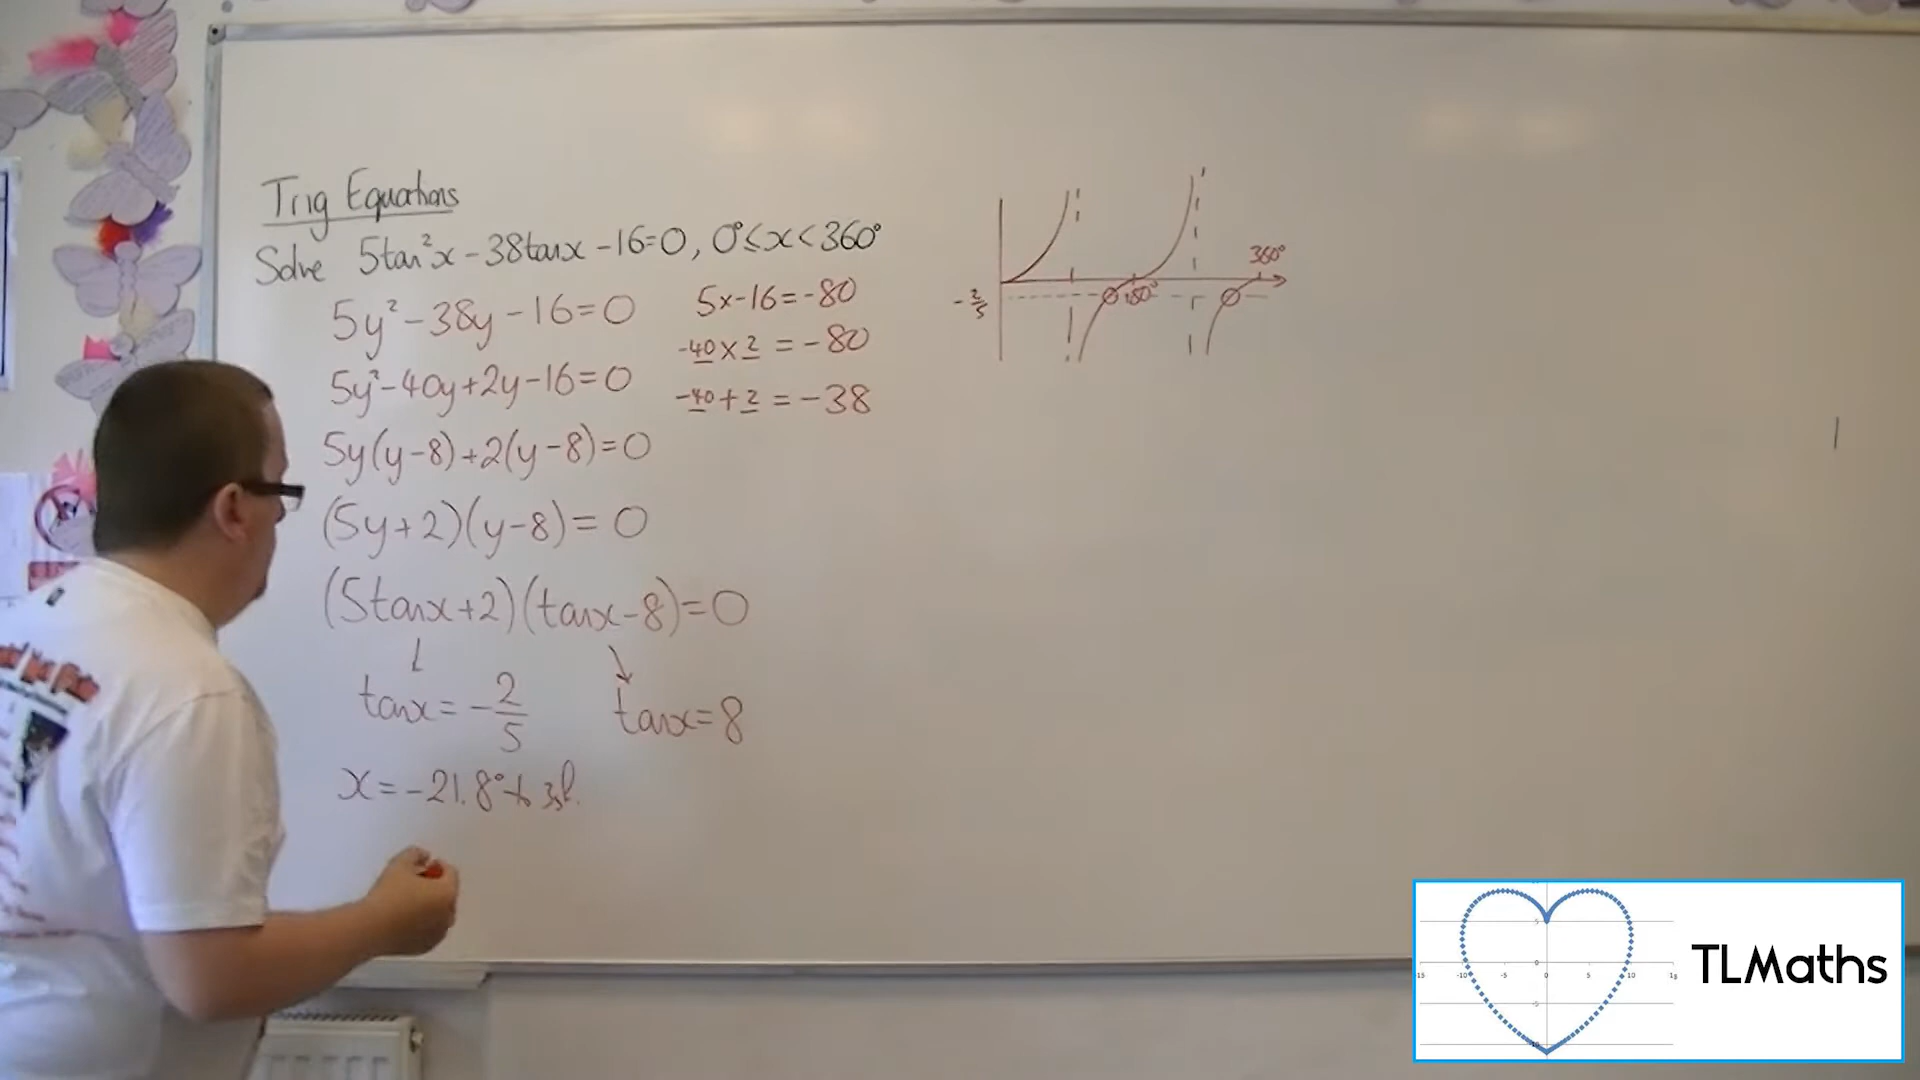 Trig Equations
Solve 5tan²x - 38tanx - 16 = 0, 0° ≤ x < 360°
5y² - 38y - 16 = 0
5y² - 40y + 2y - 16 = 0
5y(y-8) + 2(y-8) = 0
(5y+2)(y-8) = 0
(5tanx+2)(tanx-8) = 0
tanx = -2/5 tanx = 8
x = -21.8° to 3sf.
5x-16 = -80
-40 x 2 = -80
-40 + 2 = -38
360°
-2/5
180°
TLMaths